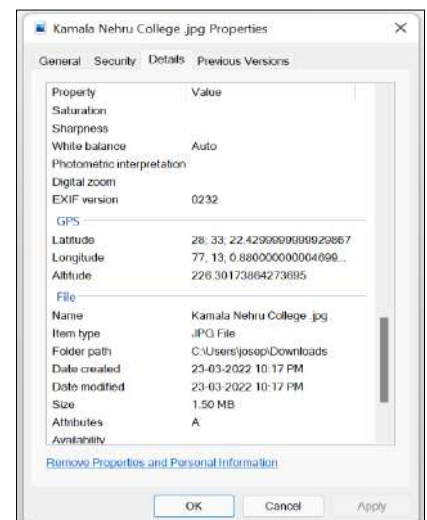 Kamala Nehru College .jpg Properties
General Security Details Previous Versions
Property Value
Saturation
Sharpness
White balance Auto
Photometric interpretation
Digital zoom
EXIF version 0232
GPS
Latitude 28; 33; 22.4299999999929867
Longitude 77; 13; 0.880000000004699...
Altitude 226.30173864273695
File
Name Kamala Nehru College .jpg
Item type JPG File
Folder path C:\Users\josep\Downloads
Date created 23-03-2022 10:17 PM
Date modified 23-03-2022 10:17 PM
Size 1.50 MB
Attributes A
Availability
Remove Properties and Personal Information
OK Cancel Apply